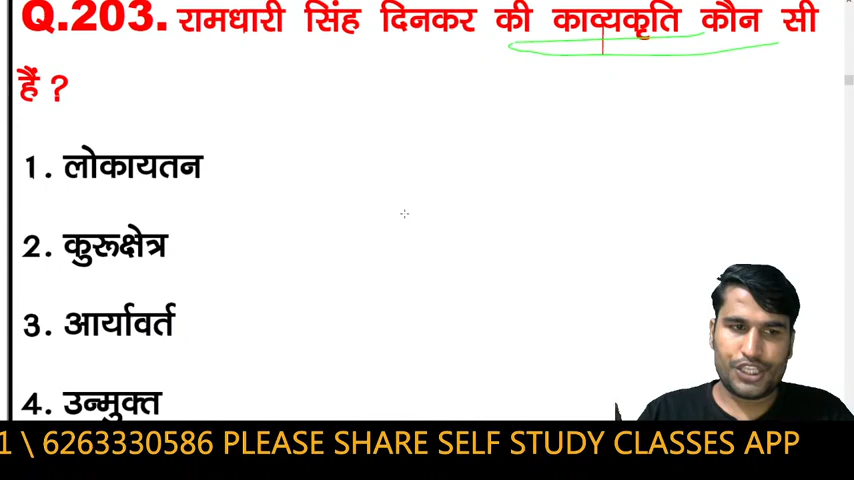 Q.203. रामधारी सिंह दिनकर की काव्यकृति कौन सी
हैं ?
1. लोकायतन
2. कुरूक्षेत्र
3. आर्यावर्त
4. उन्मुक्त
1 \ 6263330586 PLEASE SHARE SELF STUDY CLASSES APP